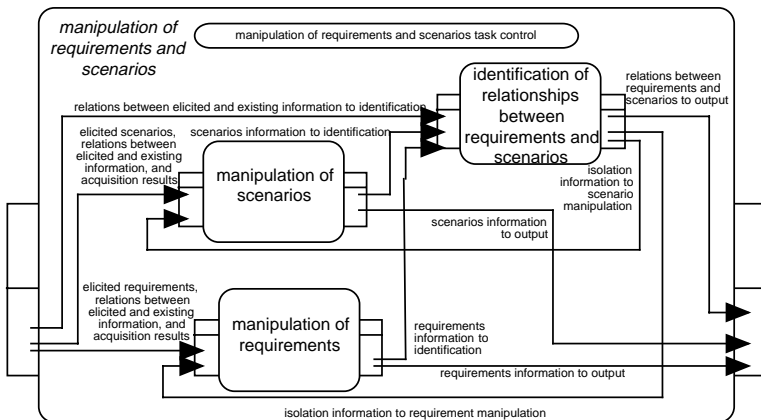 manipulation of
requirements and
scenarios
manipulation of requirements and scenarios task control
identification of
relationships
between
requirements and
scenarios
relations between
requirements and
scenarios to output
relations between elicited and existing information to identification
elicited scenarios,
relations between
elicited and existing
information, and
acquisition results
scenarios information to identification
manipulation of
scenarios
isolation
information to
scenario
manipulation
scenarios information
to output
elicited requirements,
relations between
elicited and existing
information, and
acquisition results
manipulation of
requirements
requirements
information to
identification
requirements information to output
isolation information to requirement manipulation